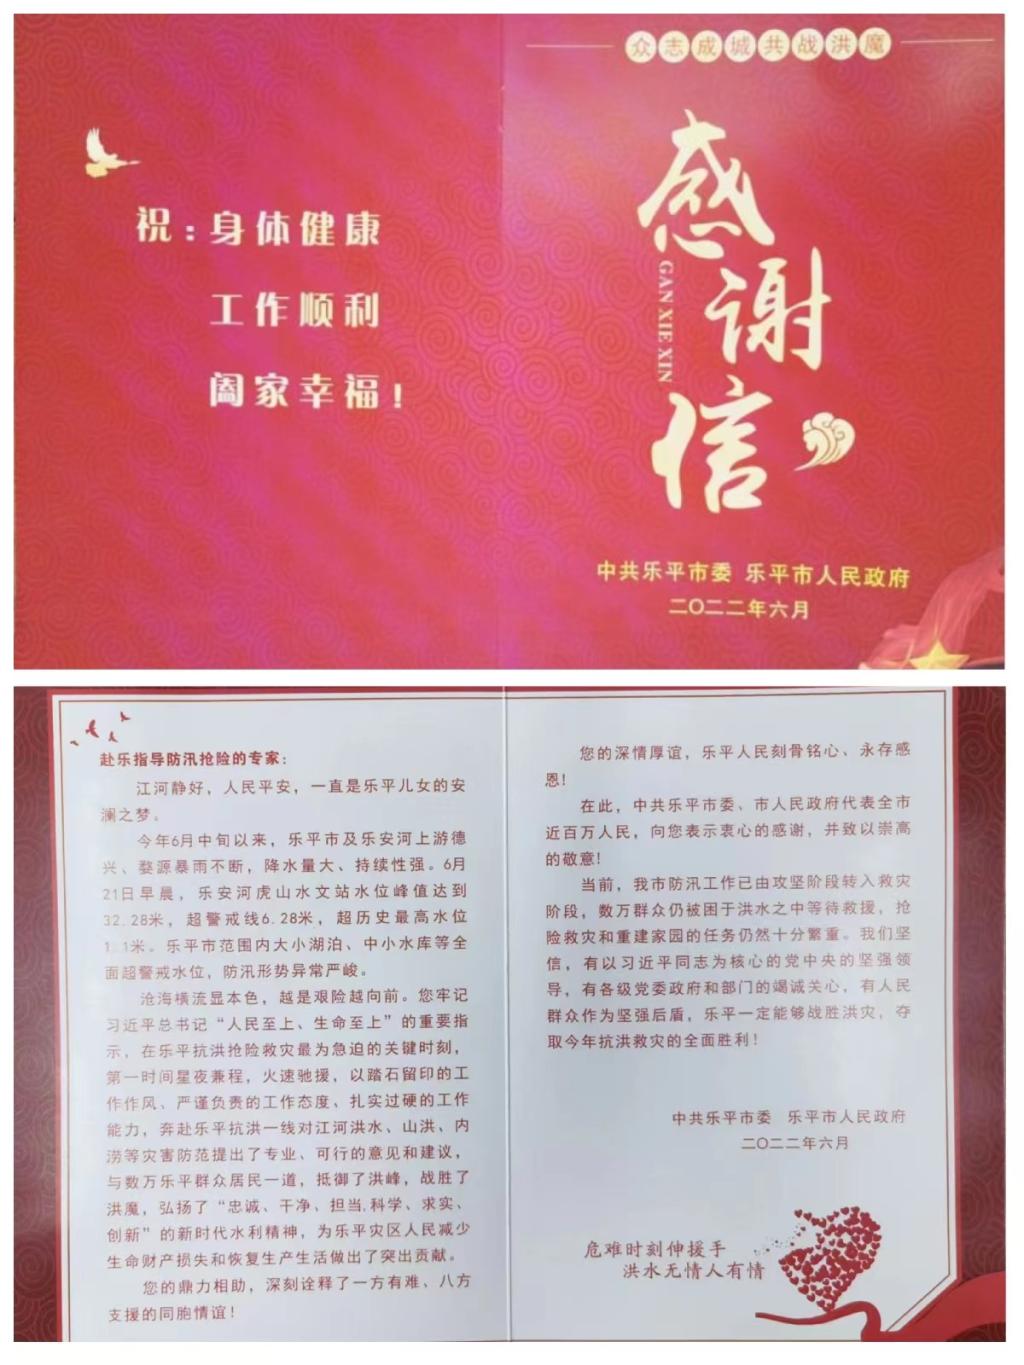 众志成城共战洪魔
感谢信
GAN XIE XIN
中共乐平市委 乐平市人民政府
二〇二二年六月
祝：身体健康
工作顺利
阖家幸福！
赴乐指导防汛抢险的专家：
江河静好，人民平安，一直是乐平儿女的安
澜之梦。
今年6月中旬以来，乐平市及乐安河上游德
兴、婺源暴雨不断，降水量大、持续性强。6月
21日早晨，乐安河虎山水文站水位峰值达到
32.28米，超警戒线6.28米，超历史最高水位
1.1米。乐平市范围内大小湖泊、中小水库等全
面超警戒水位，防汛形势异常严峻。
沧海横流显本色，越是艰险越向前。您牢记
习近平总书记“人民至上、生命至上”的重要指
示，在乐平抗洪抢险救灾最为急迫的关键时刻，
第一时间星夜兼程，火速驰援，以踏石留印的工
作作风、严谨负责的工作态度、扎实过硬的工作
能力，奔赴乐平抗洪一线对江河洪水、山洪、内
涝等灾害防范提出了专业、可行的意见和建议，
与数万乐平群众居民一道，抵御了洪峰，战胜了
洪魔，弘扬了“忠诚、干净、担当,科学、求实、
创新”的新时代水利精神，为乐平灾区人民减少
生命财产损失和恢复生产生活做出了突出贡献。
您的鼎力相助，深刻诠释了一方有难、八方
支援的同胞情谊！
您的深情厚谊，乐平人民刻骨铭心、永存感
恩！
在此，中共乐平市委、市人民政府代表全市
近百万人民，向您表示衷心的感谢，并致以崇高
的敬意！
当前，我市防汛工作已由攻坚阶段转入救灾
阶段，数万群众仍被困于洪水之中等待救援，抢
险救灾和重建家园的任务仍然十分繁重。我们坚
信，有以习近平同志为核心的党中央的坚强领
导，有各级党委政府和部门的竭诚关心，有人民
群众作为坚强后盾，乐平一定能够战胜洪灾，夺
取今年抗洪救灾的全面胜利！
中共乐平市委 乐平市人民政府
二〇二二年六月
危难时刻伸援手
洪水无情人有情